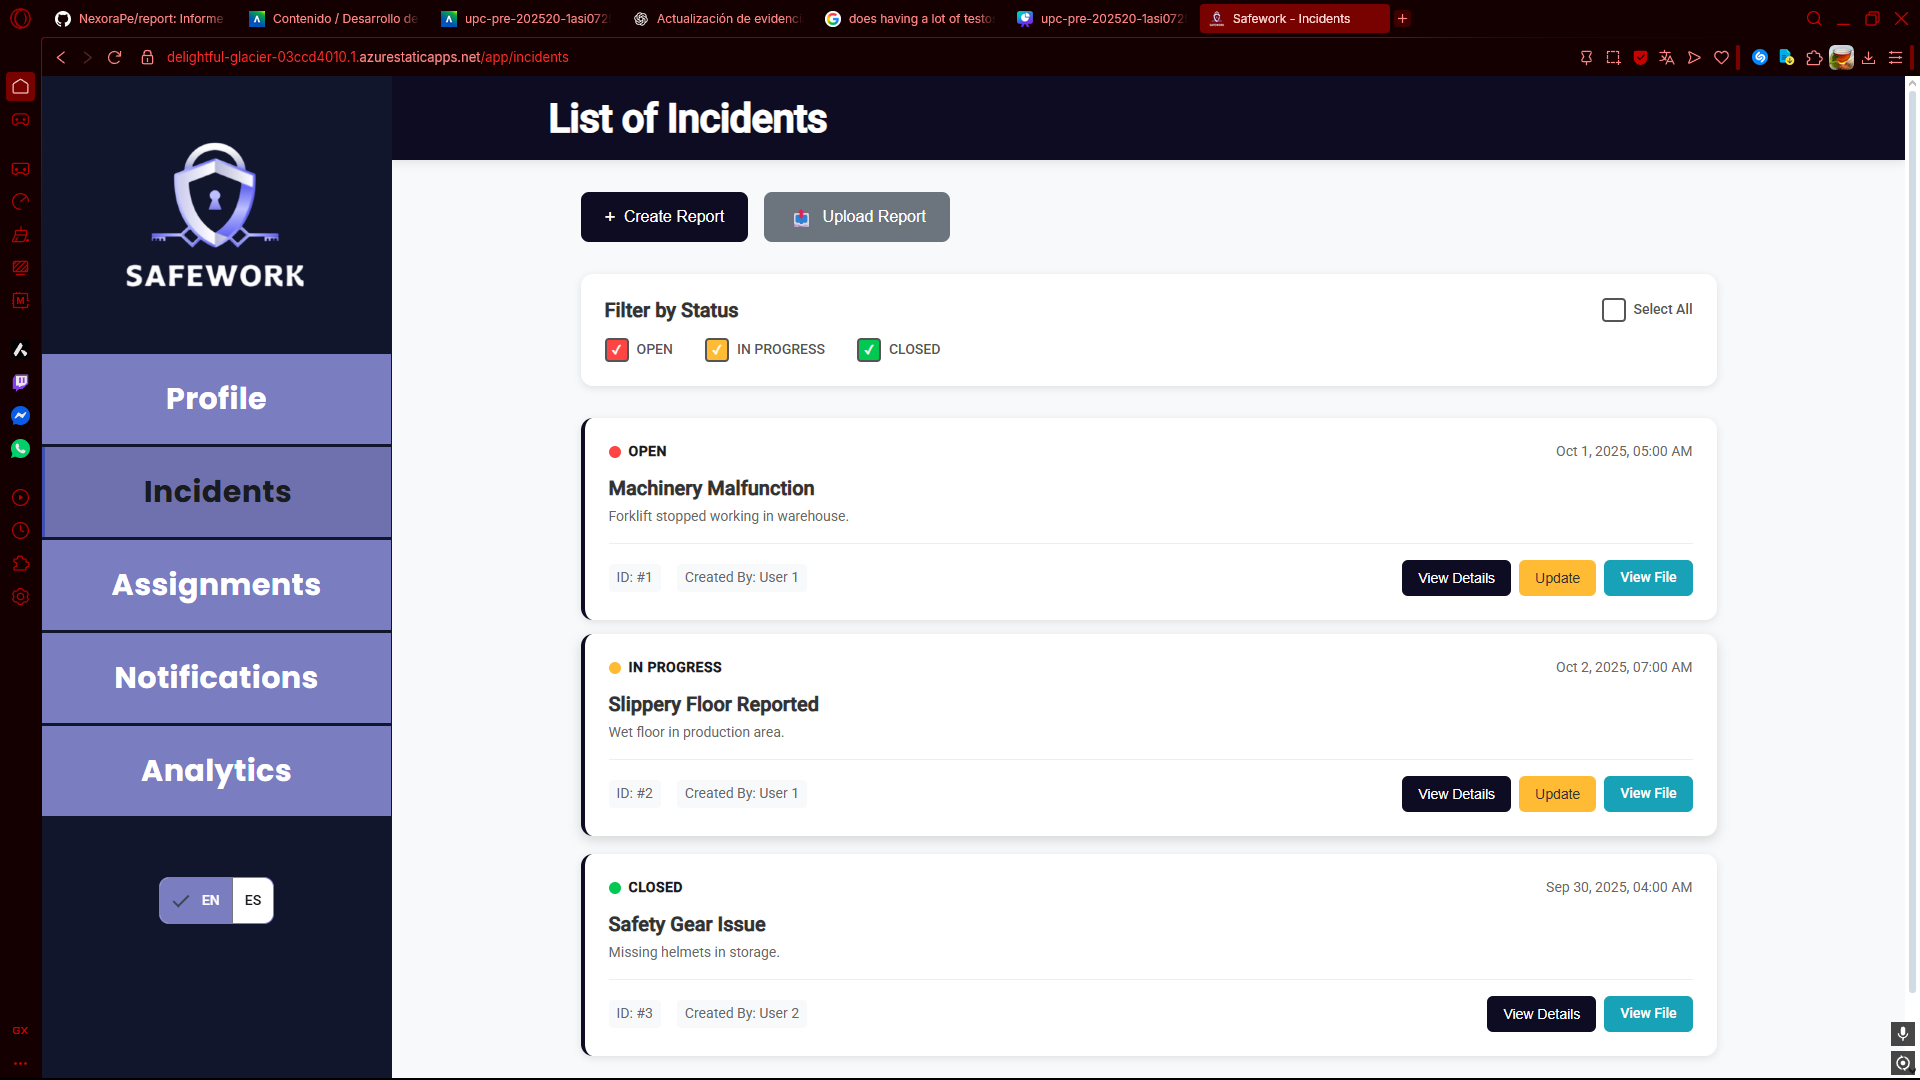 NexoraPe/report: Informe
Contenido / Desarrollo de
upc-pre-202520-1asi072
Actualización de evidenci
does having a lot of testo
upc-pre-202520-1asi072
Safework - Incidents
delightful-glacier-03ccd4010.1.azurestaticapps.net/app/incidents
SAFEWORK
Profile
Incidents
Assignments
Notifications
Analytics
EN ES
GX
List of Incidents
+ Create Report
Upload Report
Filter by Status
Select All
OPEN IN PROGRESS CLOSED
OPEN
Oct 1, 2025, 05:00 AM
Machinery Malfunction
Forklift stopped working in warehouse.
ID: #1 Created By: User 1
View Details Update View File
IN PROGRESS
Oct 2, 2025, 07:00 AM
Slippery Floor Reported
Wet floor in production area.
ID: #2 Created By: User 1
View Details Update View File
CLOSED
Sep 30, 2025, 04:00 AM
Safety Gear Issue
Missing helmets in storage.
ID: #3 Created By: User 2
View Details View File